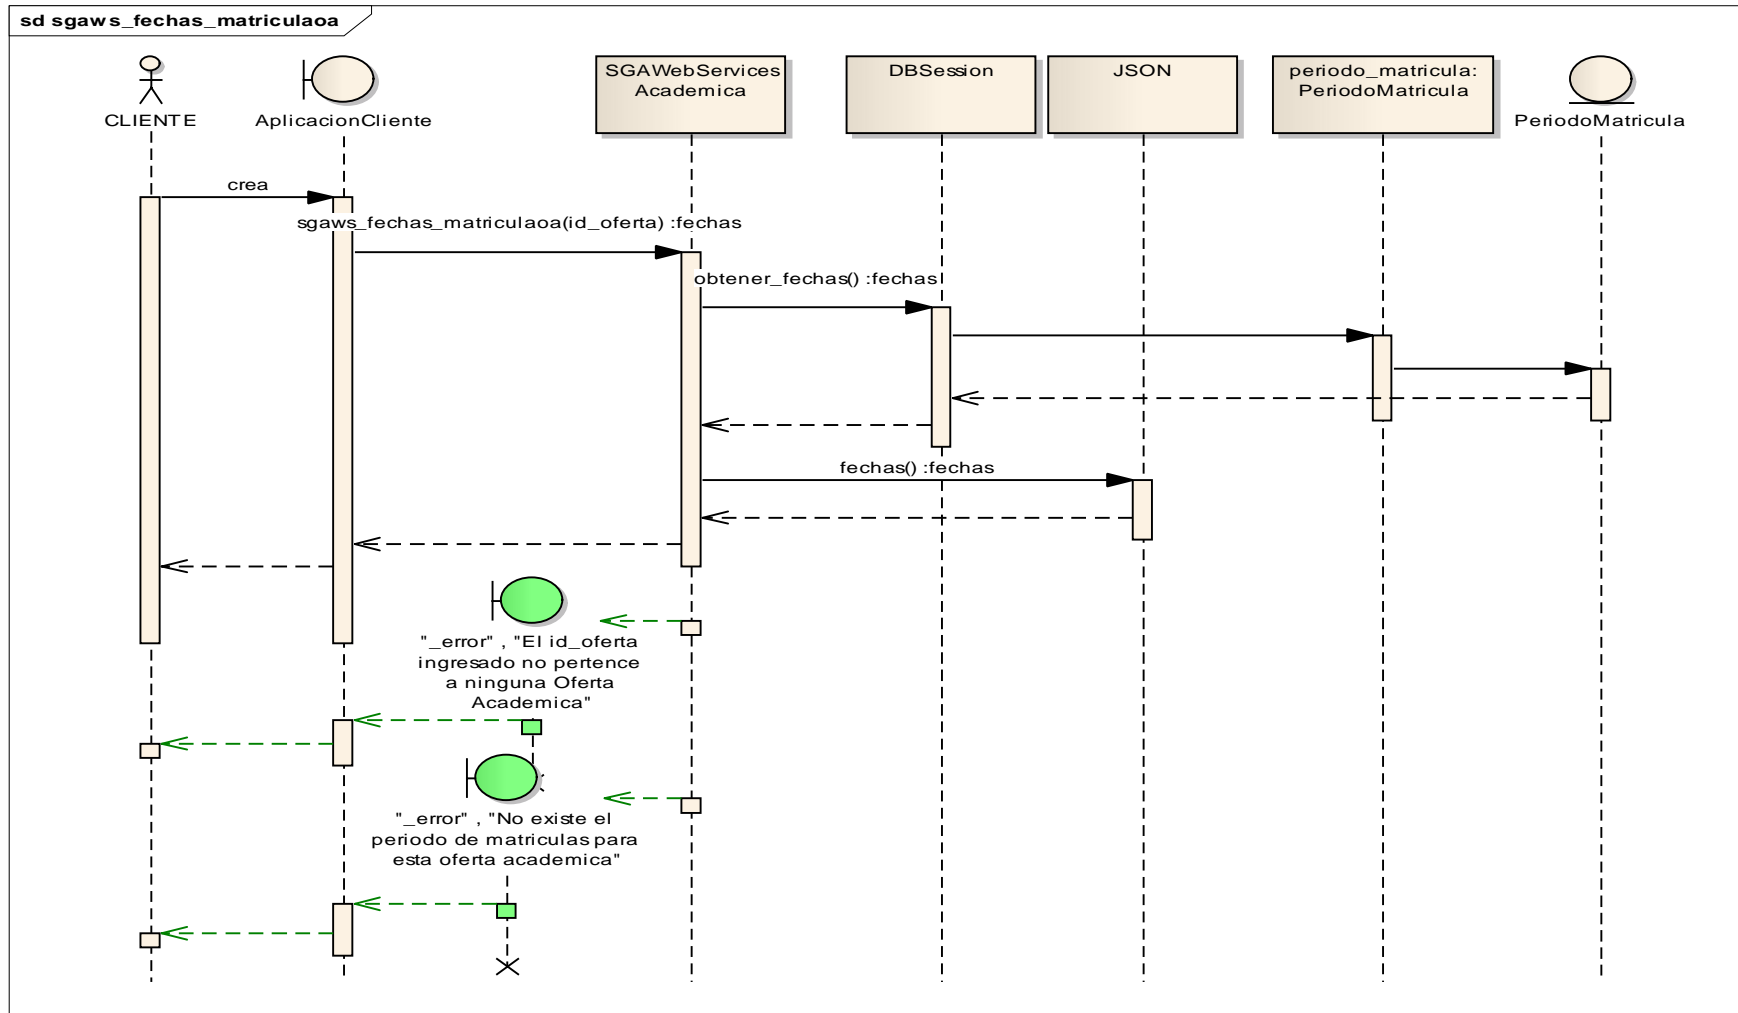 sd sgaws_fechas_matriculaoa
CLIENTE
AplicacionCliente
SGAWebServices
Academica
DBSession
JSON
periodo_matricula:
PeriodoMatricula
PeriodoMatricula
crea
sgaws_fechas_matriculaoa(id_oferta) :fechas
obtener_fechas() :fechas
fechas() :fechas
"_error" , "El id_oferta
ingresado no pertence
a ninguna Oferta
Academica"
"_error" , "No existe el
periodo de matriculas para
esta oferta academica"